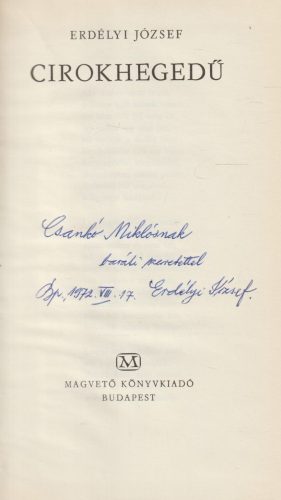 ERDÉLYI JÓZSEF
CIROKHEGEDŰ
Csankó Miklósnak
baráti szeretettel
Bp, 1972. VIII. 17. Erdélyi József.
M
MAGVETŐ KÖNYVKIADÓ
BUDAPEST